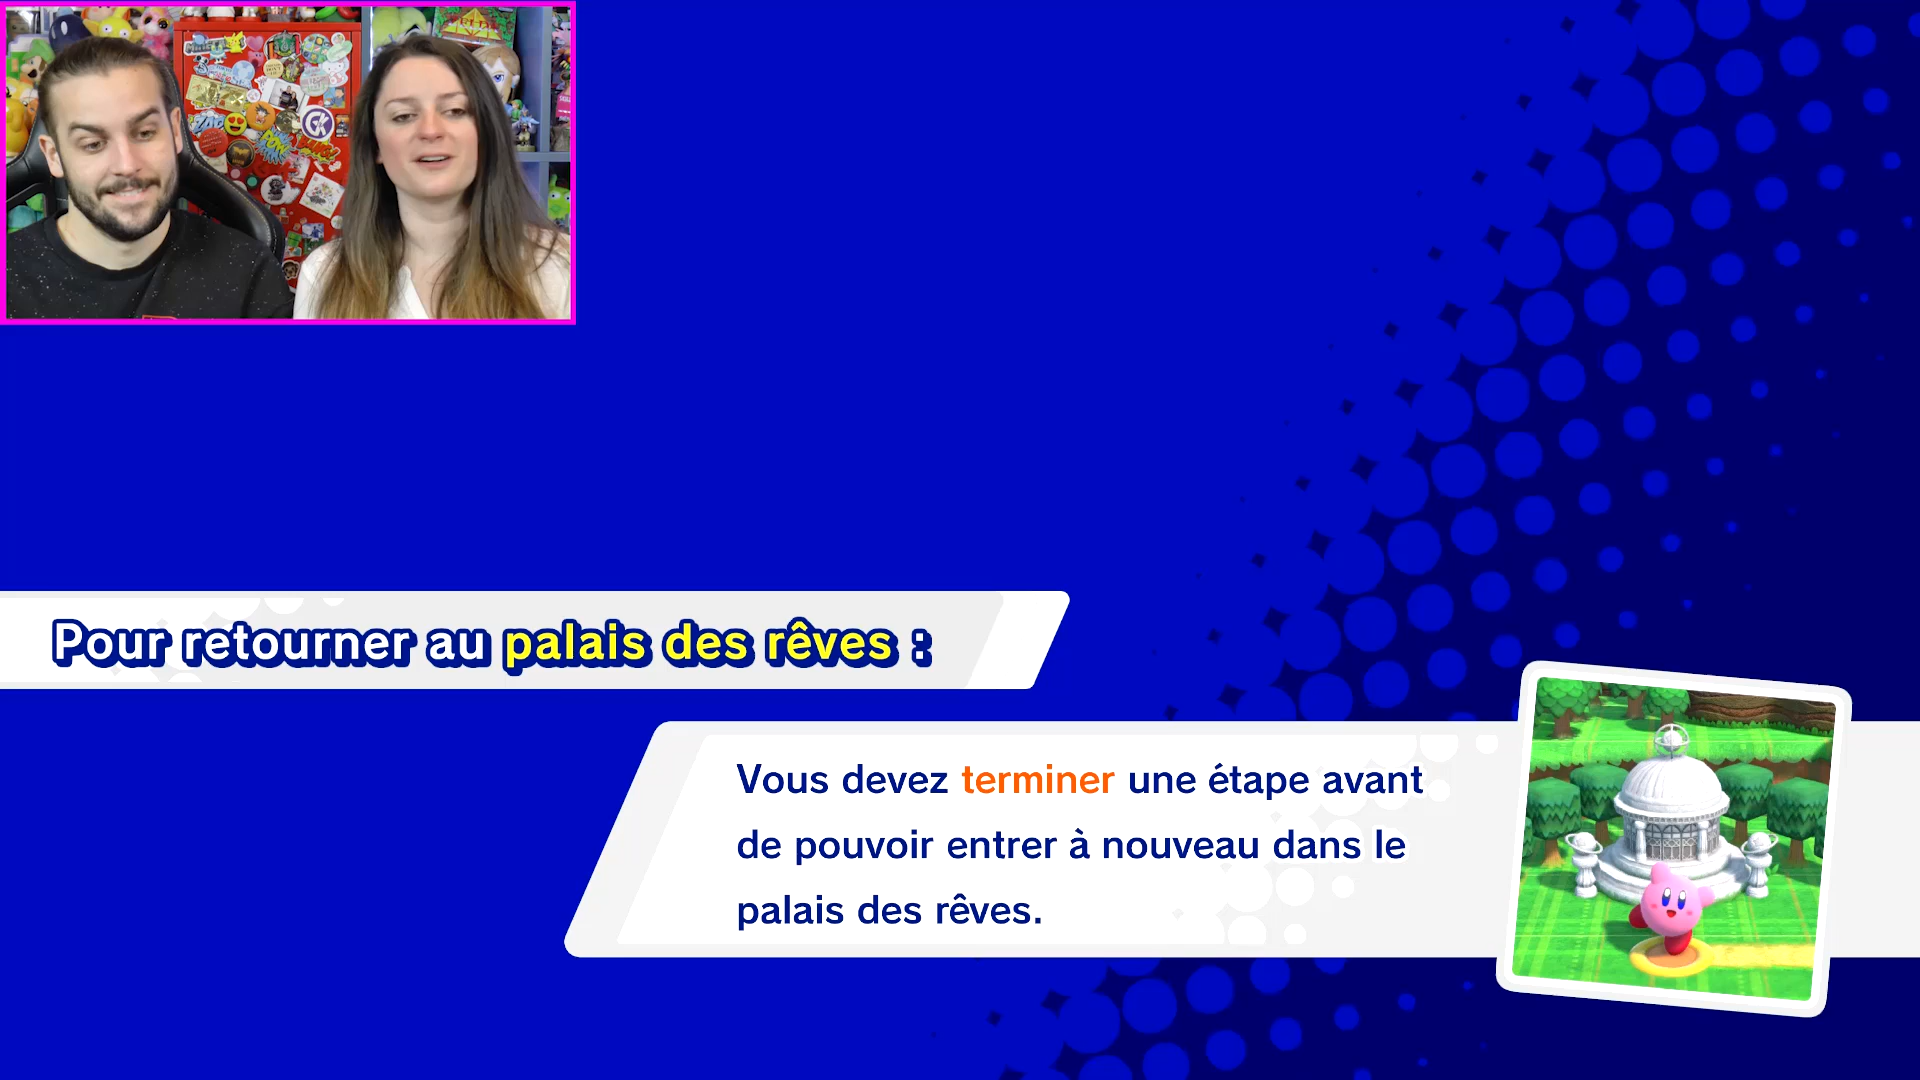 Pour retourner au palais des rêves :
Vous devez terminer une étape avant
de pouvoir entrer à nouveau dans le
palais des rêves.